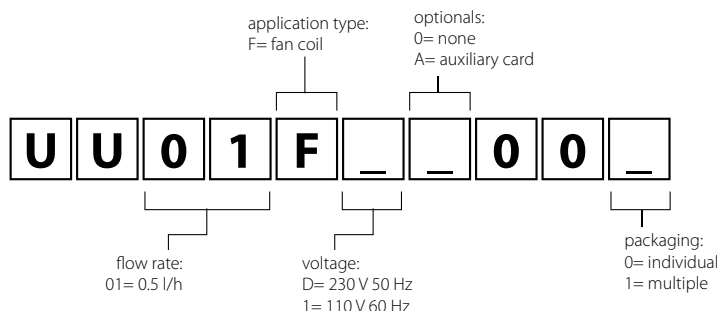 application type:
F= fan coil
optionals:
0= none
A= auxiliary card
U U 0 1 F _ _ 0 0 _
flow rate:
01= 0.5 l/h
voltage:
D= 230 V 50 Hz
1= 110 V 60 Hz
packaging:
0= individual
1= multiple